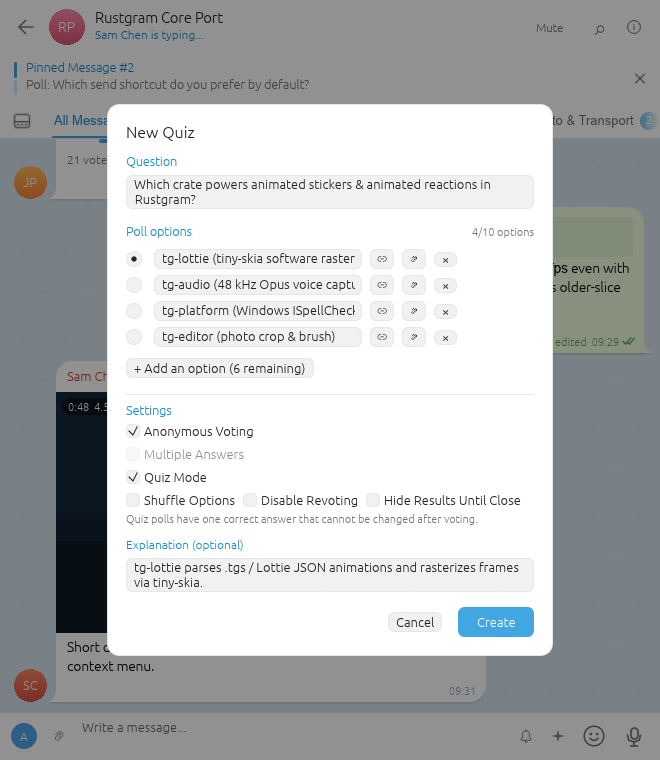 RP
Rustgram Core Port
Sam Chen is typing...
Mute
Pinned Message #2
Poll: Which send shortcut do you prefer by default?
All Messa
to & Transport 2
21 vote
JP
New Quiz
Question
Which crate powers animated stickers & animated reactions in
Rustgram?
Poll options
4/10 options
tg-lottie (tiny-skia software raster
tg-audio (48 kHz Opus voice captu
tg-platform (Windows ISpellCheck
tg-editor (photo crop & brush)
+ Add an option (6 remaining)
fps even with
s older-slice
edited 09:29
Sam Ch
0:48 4.5
Settings
Anonymous Voting
Multiple Answers
Quiz Mode
Shuffle Options
Disable Revoting
Hide Results Until Close
Quiz polls have one correct answer that cannot be changed after voting.
Explanation (optional)
tg-lottie parses .tgs / Lottie JSON animations and rasterizes frames
via tiny-skia.
Cancel
Create
Short c
context menu.
SC
09:31
A
Write a message...